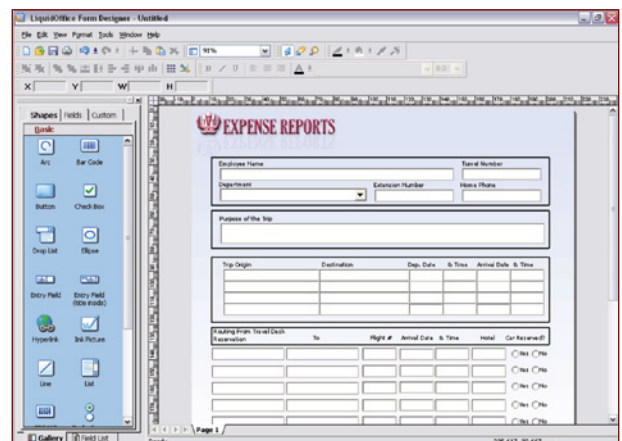 LiquidOffice Form Designer - Untitled
File Edit View Format Tools Window Help
91%
B I U
X Y W H
Shapes Fields Custom
Basic
Arc Bar Code
Button Check Box
Drop List Ellipse
Entry Field Entry Field (title inside)
Hyperlink Ink Picture
Line List
Gallery Field List
EXPENSE REPORTS
Employee Name Travel Number
Department Extension Number Home Phone
Purpose of the Trip
Trip Origin Destination Dep. Date & Time Arrival Date & Time
Routing From Travel Desk
Reservation To Flight # Arrival Date & Time Hotel Car Reserved?
Yes No
Yes No
Yes No
Yes No
Yes No
Page 1